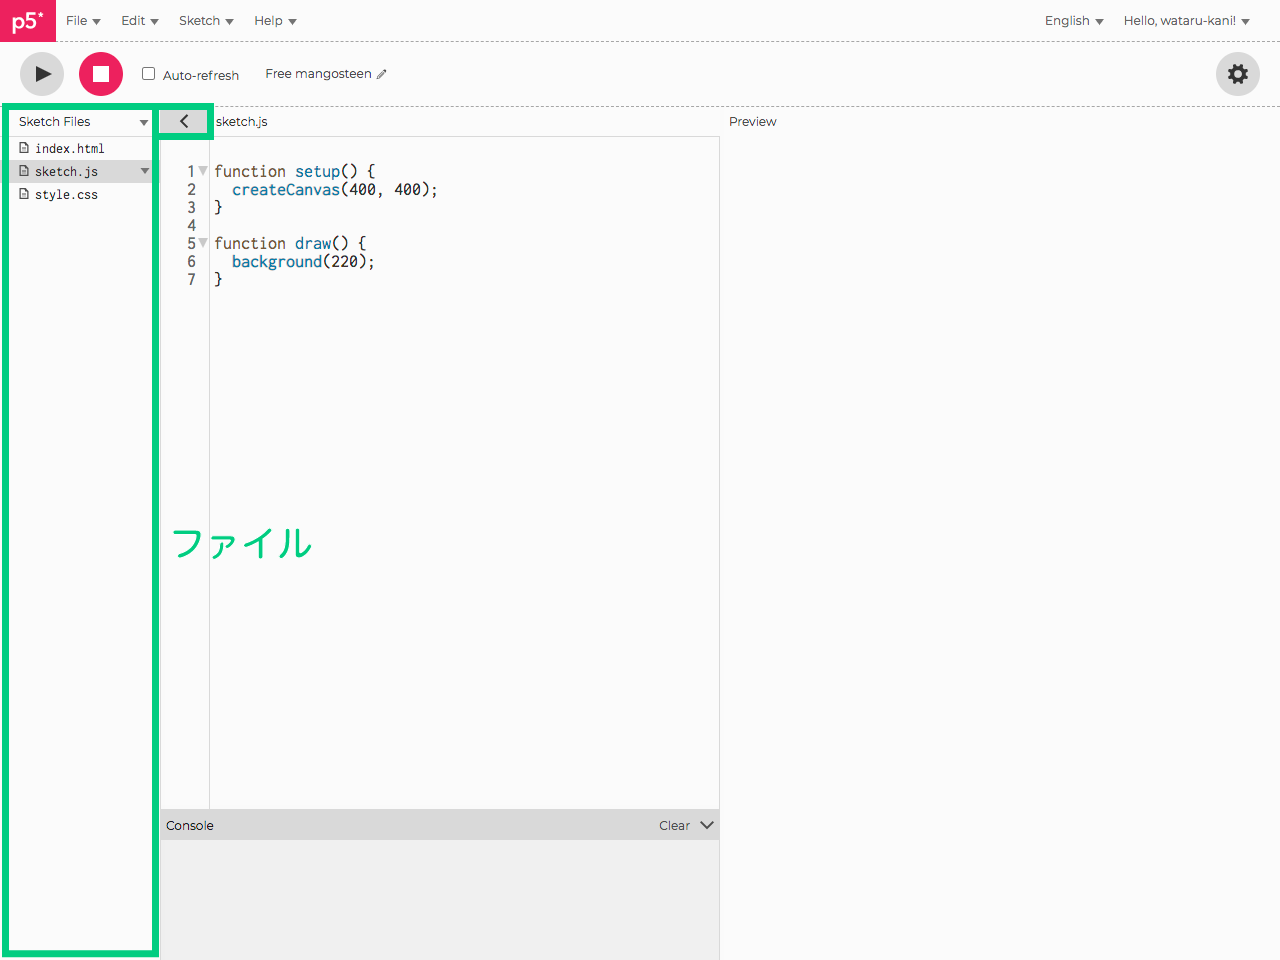 p5* File Edit Sketch Help English Hello, wataru-kani!
Auto-refresh Free mangosteen
Sketch Files
index.html
sketch.js
style.css
sketch.js
1 function setup() {
2 createCanvas(400, 400);
3 }
4
5 function draw() {
6 background(220);
7 }
ファイル
Console Clear
Preview